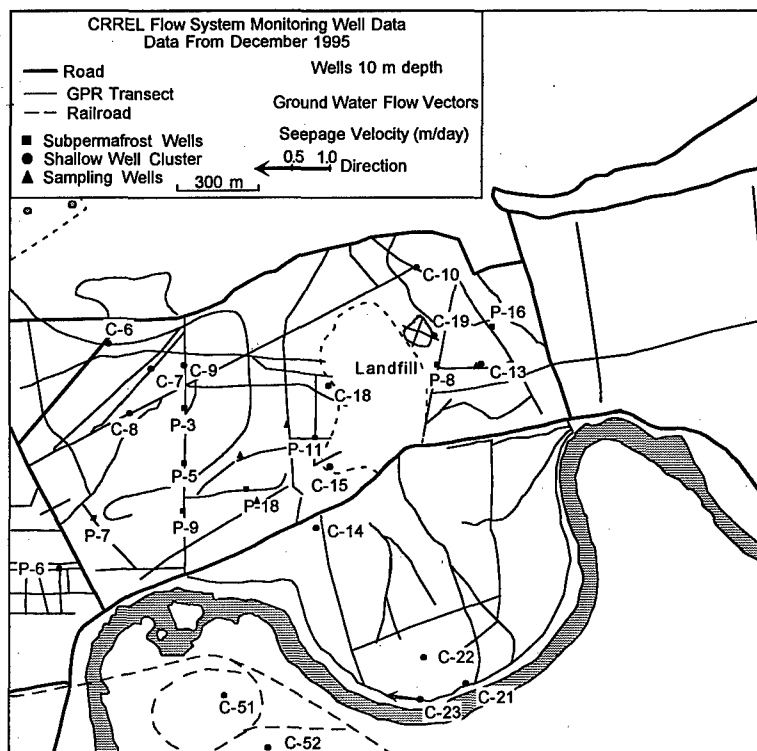 CRREL Flow System Monitoring Well Data
Data From December 1995
Road
Wells 10 m depth
GPR Transect
Ground Water Flow Vectors
Railroad
Seepage Velocity (m/day)
Subpermafrost Wells
0.5 1.0
Shallow Well Cluster
Direction
Sampling Wells
300 m
C-10
P-16
C-19
C-6
C-9
Landfill
C-13
C-7
P-8
C-18
P-3
C-8
P-11
P-5
C-15
P-18
P-9
P-7
C-14
P-6
C-22
C-21
C-51
C-23
C-52